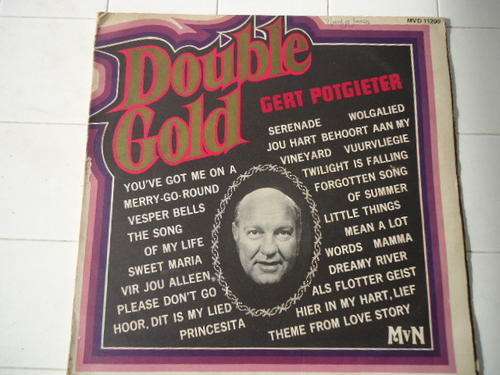 MVD 11200
Double
Gold
GERT POTGIETER
YOU'VE GOT ME ON A
MERRY-GO-ROUND
VESPER BELLS
THE SONG
OF MY LIFE
SWEET MARIA
VIR JOU ALLEEN
PLEASE DON'T GO
HOOR, DIT IS MY LIED
PRINCESITA
SERENADE WOLGALIED
JOU HART BEHOORT AAN MY
VINEYARD VUURVLIEGIE
TWILIGHT IS FALLING
FORGOTTEN SONG
OF SUMMER
LITTLE THINGS
MEAN A LOT
WORDS MAMMA
DREAMY RIVER
ALS FLOTTER GEIST
HIER IN MY HART, LIEF
THEME FROM LOVE STORY
MvN